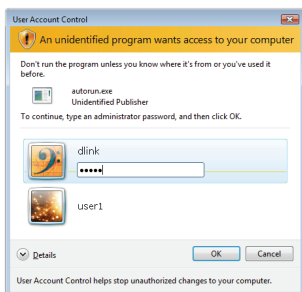 User Account Control
An unidentified program wants access to your computer
Don't run the program unless you know where it's from or you've used it
before.
autorun.exe
Unidentified Publisher
To continue, type an administrator password, and then click OK.
dlink
•••••
user1
Details
OK
Cancel
User Account Control helps stop unauthorized changes to your computer.